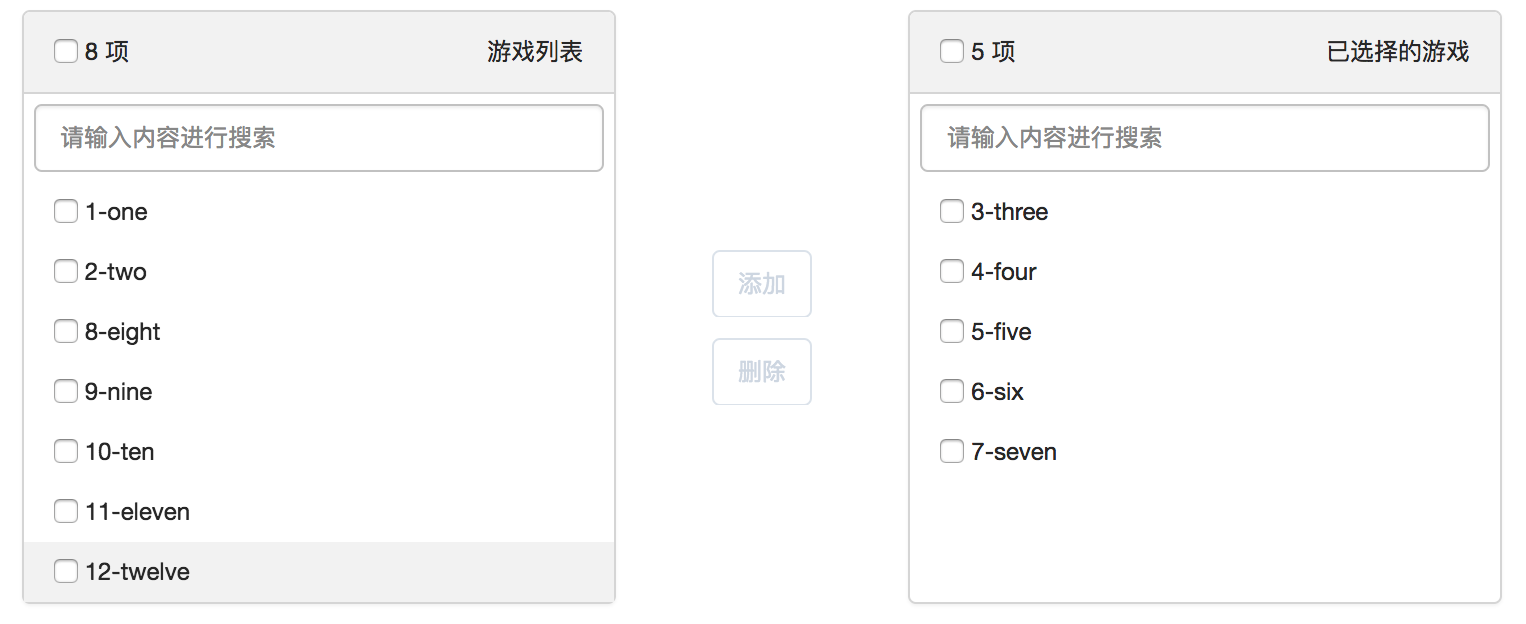 8 项
游戏列表
请输入内容进行搜索
1-one
2-two
8-eight
9-nine
10-ten
11-eleven
12-twelve
添加
删除
5 项
已选择的游戏
请输入内容进行搜索
3-three
4-four
5-five
6-six
7-seven